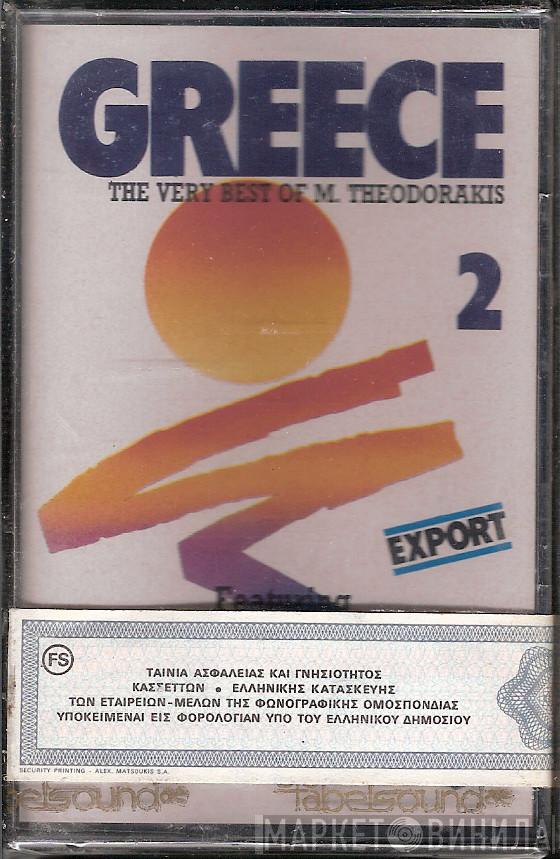 GREECE
THE VERY BEST OF M. THEODORAKIS
2
EXPORT
Featuring
FS
ΤΑΙΝΙΑ ΑΣΦΑΛΕΙΑΣ ΚΑΙ ΓΝΗΣΙΟΤΗΤΟΣ
ΚΑΣΣΕΤΤΩΝ • ΕΛΛΗΝΙΚΗΣ ΚΑΤΑΣΚΕΥΗΣ
ΤΩΝ ΕΤΑΙΡΕΙΩΝ-ΜΕΛΩΝ ΤΗΣ ΦΩΝΟΓΡΑΦΙΚΗΣ ΟΜΟΣΠΟΝΔΙΑΣ
ΥΠΟΚΕΙΜΕΝΑΙ ΕΙΣ ΦΟΡΟΛΟΓΙΑΝ ΥΠΟ ΤΟΥ ΕΛΛΗΝΙΚΟΥ ΔΗΜΟΣΙΟΥ
SECURITY PRINTING - ALEX. MATSOUKIS S.A.
МАРКЕТ ВИНИЛА